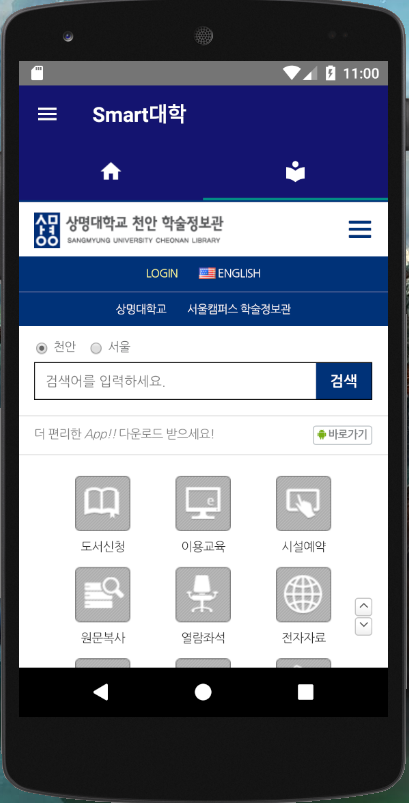 11:00
Smart대학
상명대학교 천안 학술정보관
SANGMYUNG UNIVERSITY CHEONAN LIBRARY
LOGIN ENGLISH
상명대학교 서울캠퍼스 학술정보관
천안 서울
검색어를 입력하세요. 검색
더 편리한 App!! 다운로드 받으세요! 바로가기
도서신청 이용교육 시설예약
원문복사 열람좌석 전자자료